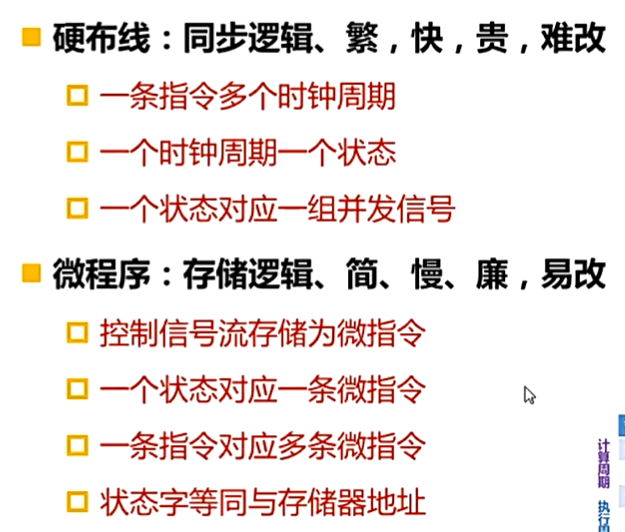 硬布线：同步逻辑、繁，快，贵，难改
一条指令多个时钟周期
一个时钟周期一个状态
一个状态对应一组并发信号
微程序：存储逻辑、简、慢、廉，易改
控制信号流存储为微指令
一个状态对应一条微指令
一条指令对应多条微指令
状态字等同与存储器地址
计算周期
执行